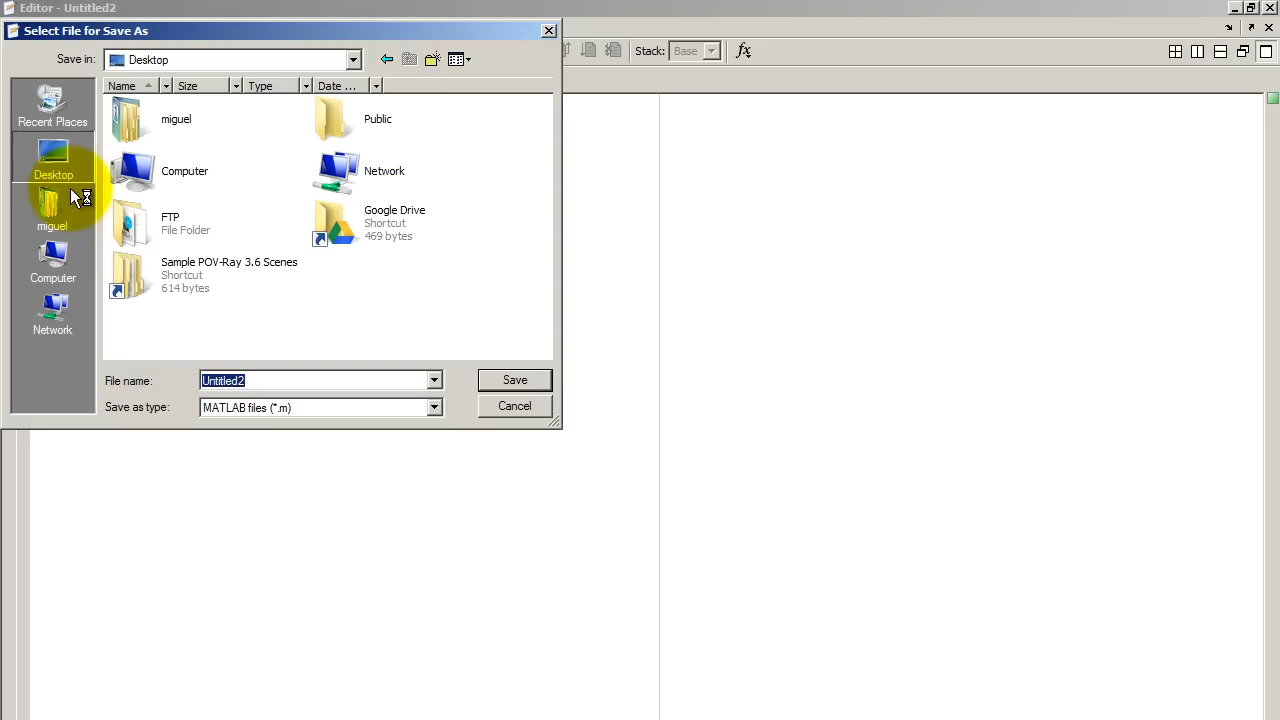 Editor - Untitled2
Select File for Save As
Stack: Base fx
Save in: Desktop
Name Size Type Date ...
Recent Places
Desktop
miguel
Computer
Network
miguel
Public
Computer
Network
FTP
File Folder
Google Drive
Shortcut
469 bytes
Sample POV-Ray 3.6 Scenes
Shortcut
614 bytes
File name: Untitled2 Save
Save as type: MATLAB files (*.m) Cancel